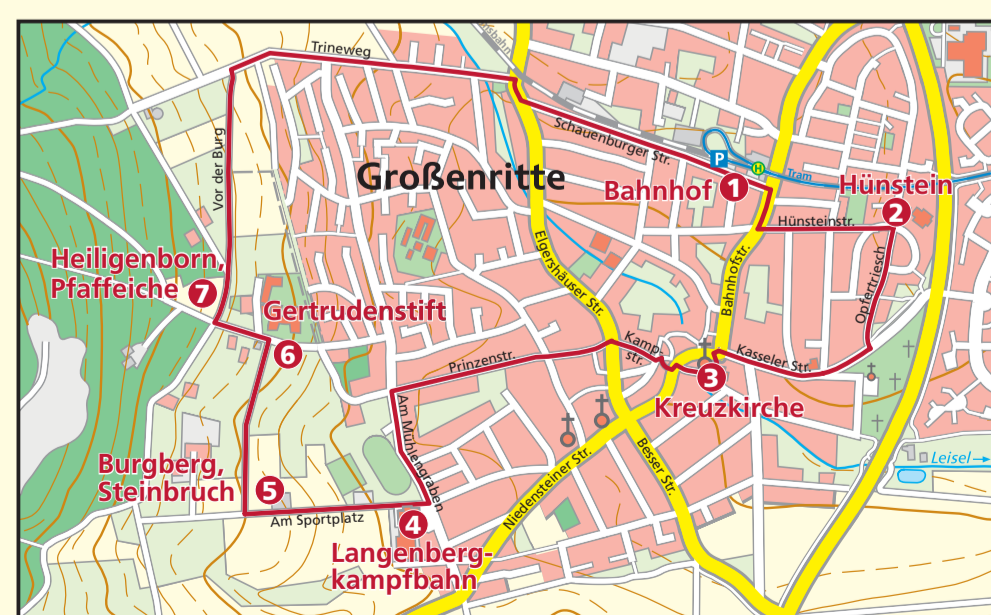 Trineweg
Schauenburger Str.
Großenritte
P
H
Tram
Bahnhof 1
Hünstein
2
Hünsteinstr.
Vor der Burg
Elgershäuser Str.
Bahnhofstr.
Opfertriesch
Heiligenborn,
Pfaffeiche 7
Gertrudenstift
6
Prinzenstr.
Kamp-
str.
Kasseler Str.
3
Kreuzkirche
Am Mühlengraben
Burgberg,
Steinbruch 5
Niedensteiner Str.
Besser Str.
Leisel
Am Sportplatz
4
Langenberg-
kampfbahn